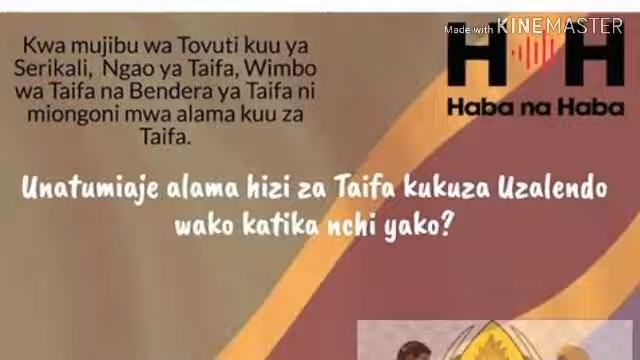 Made with KINEMASTER
Kwa mujibu wa Tovuti kuu ya
Serikali, Ngao ya Taifa, Wimbo
wa Taifa na Bendera ya Taifa ni
miongoni mwa alama kuu za
Taifa.
H H
Haba na Haba
Unatumiaje alama hizi za Taifa kukuza Uzalendo
wako katika nchi yako?